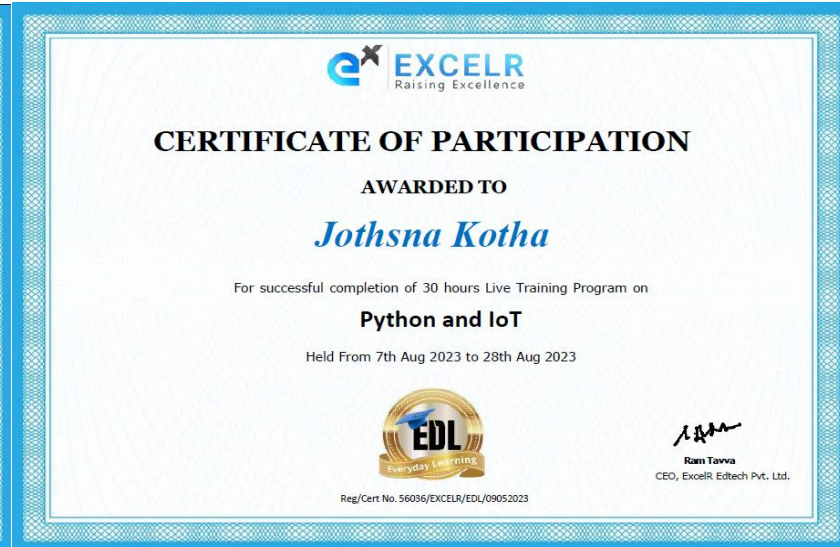 ex EXCELR
Raising Excellence
CERTIFICATE OF PARTICIPATION
AWARDED TO
Jothsna Kotha
For successful completion of 30 hours Live Training Program on
Python and IoT
Held From 7th Aug 2023 to 28th Aug 2023
EDL
Everyday Learning
Ram Tavva
CEO, ExcelR Edtech Pvt. Ltd.
Reg/Cert No. 56036/EXCELR/EDL/09052023